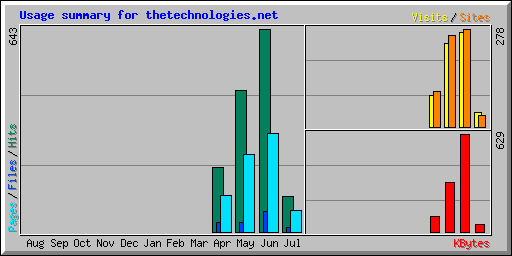 Usage summary for thetechnologies.net
Visits/Sites
643
278
Pages/Files/Hits
629
Aug Sep Oct Nov Dec Jan Feb Mar Apr May Jun Jul
KBytes